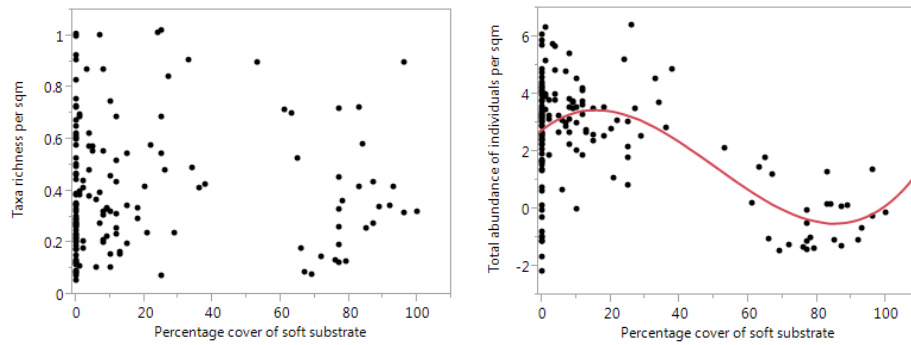 Taxa richness per sqm
1
0.8
0.6
0.4
0.2
0
0 20 40 60 80 100
Percentage cover of soft substrate
Total abundance of individuals per sqm
6
4
2
0
-2
0 20 40 60 80 100
Percentage cover of soft substrate